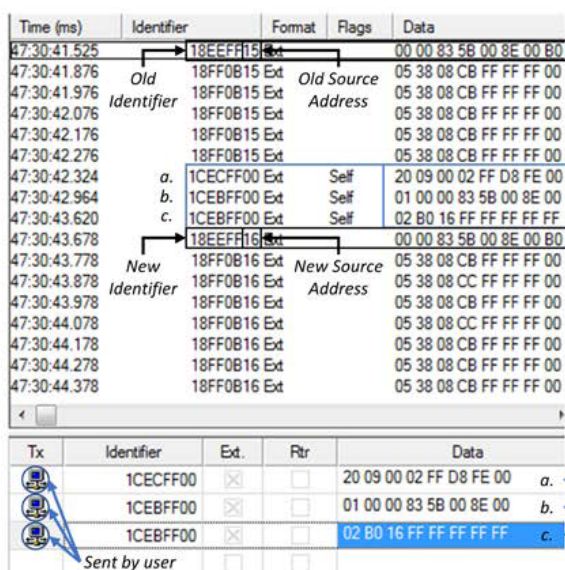 Time (ms) Identifier Format Flags Data
47:30:41.525 18EEFF15 Ext 00 00 83 5B 00 8E 00 B0
47:30:41.876 18FF0B15 Ext 05 38 08 CB FF FF FF 00
47:30:41.976 18FF0B15 Ext 05 38 08 CB FF FF FF 00
47:30:42.076 18FF0B15 Ext 05 38 08 CB FF FF FF 00
47:30:42.176 18FF0B15 Ext 05 38 08 CB FF FF FF 00
47:30:42.276 18FF0B15 Ext 05 38 08 CB FF FF FF 00
Old Identifier
Old Source Address
47:30:42.324 a. 1CECFF00 Ext Self 20 09 00 02 FF D8 FE 00
47:30:42.964 b. 1CEBFF00 Ext Self 01 00 00 83 5B 00 8E 00
47:30:43.620 c. 1CEBFF00 Ext Self 02 B0 16 FF FF FF FF FF
47:30:43.678 18EEFF16 Ext 00 00 83 5B 00 8E 00 B0
47:30:43.778 18FF0B16 Ext 05 38 08 CB FF FF FF 00
47:30:43.878 18FF0B16 Ext 05 38 08 CC FF FF FF 00
47:30:43.978 18FF0B16 Ext 05 38 08 CB FF FF FF 00
47:30:44.078 18FF0B16 Ext 05 38 08 CC FF FF FF 00
47:30:44.178 18FF0B16 Ext 05 38 08 CB FF FF FF 00
47:30:44.278 18FF0B16 Ext 05 38 08 CB FF FF FF 00
47:30:44.378 18FF0B16 Ext 05 38 08 CB FF FF FF 00
New Identifier
New Source Address
Tx Identifier Ext. Rtr Data
1CECFF00 20 09 00 02 FF D8 FE 00 a.
1CEBFF00 01 00 00 83 5B 00 8E 00 b.
1CEBFF00 02 B0 16 FF FF FF FF FF c.
Sent by user